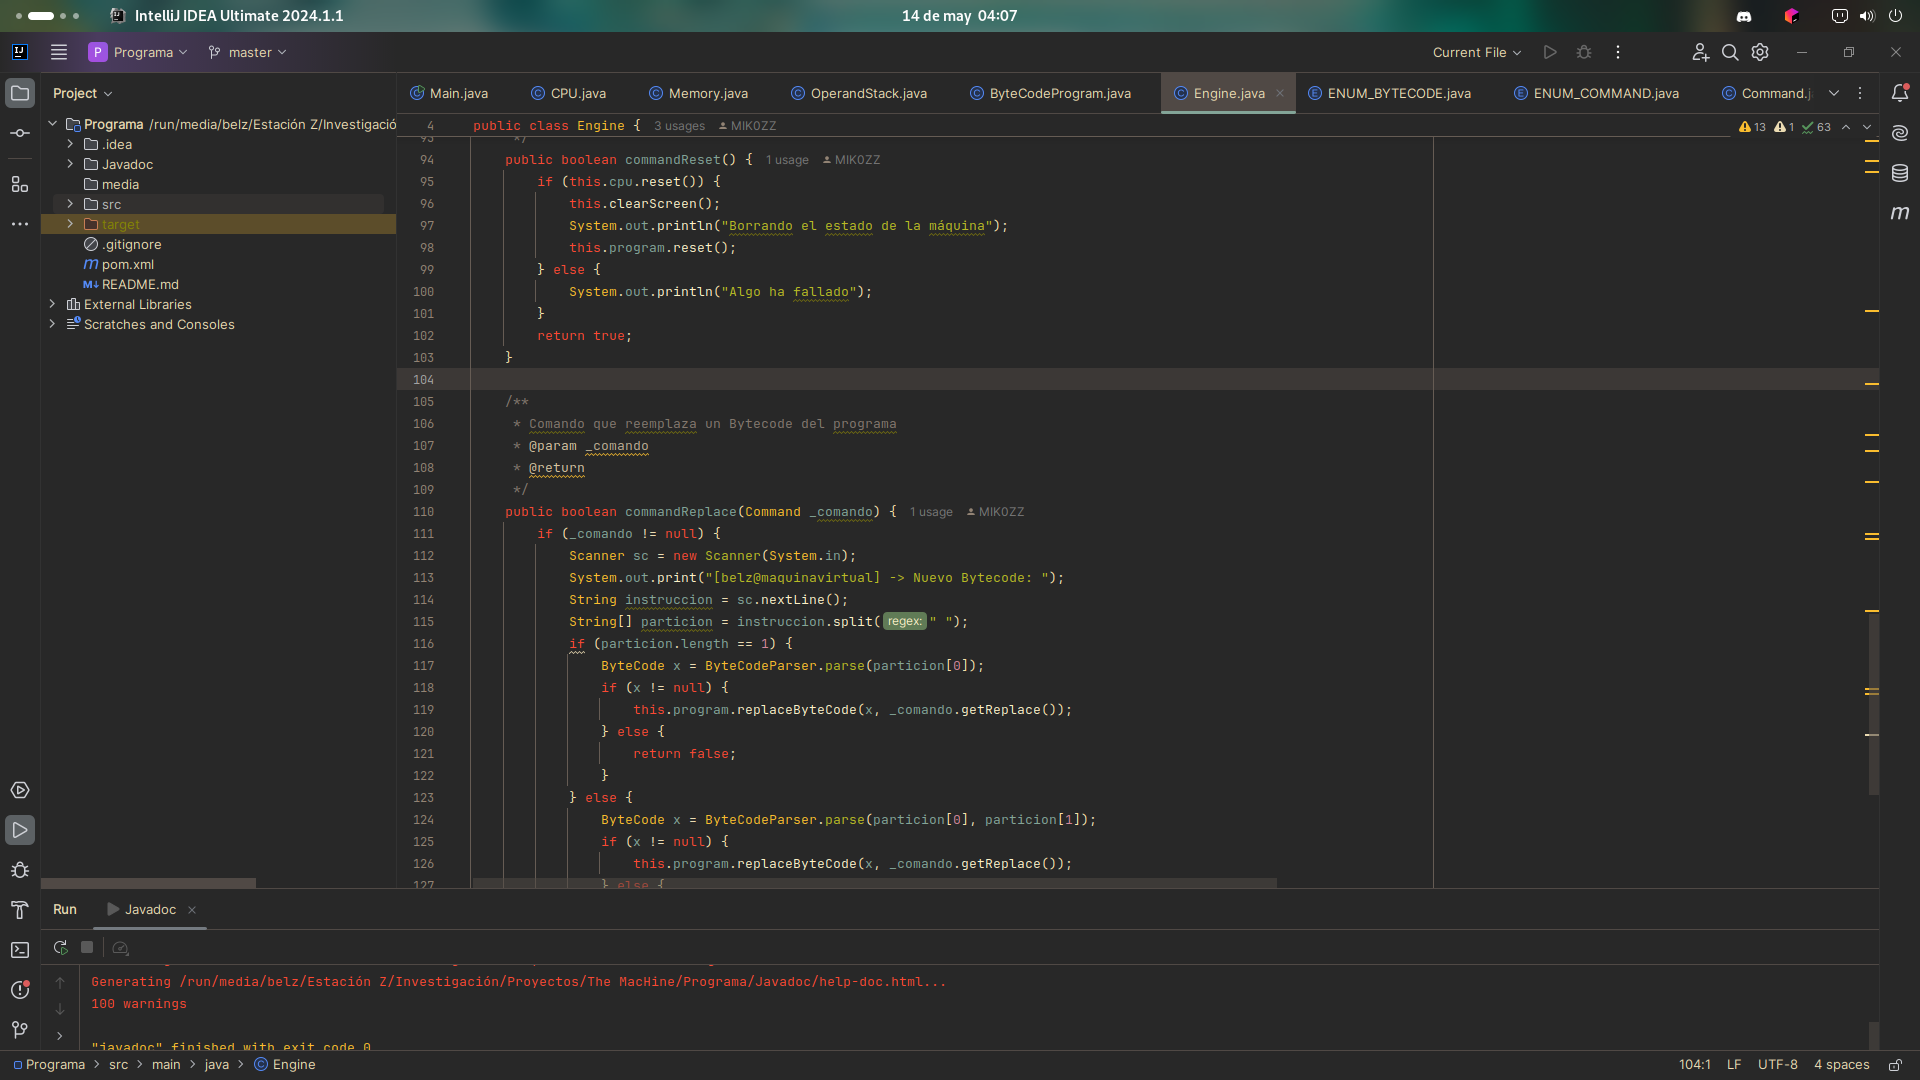 IntelliJ IDEA Ultimate 2024.1.1
14 de may 04:07
IJ
P Programa
master
Current File
Project
Main.java
CPU.java
Memory.java
OperandStack.java
ByteCodeProgram.java
Engine.java
ENUM_BYTECODE.java
ENUM_COMMAND.java
Command.j
Programa /run/media/belz/Estación Z/Investigació
.idea
Javadoc
media
src
target
.gitignore
pom.xml
README.md
External Libraries
Scratches and Consoles
4 public class Engine { 3 usages MIK0ZZ
13 1 63
93 */
94 public boolean commandReset() { 1 usage MIK0ZZ
95 if (this.cpu.reset()) {
96 this.clearScreen();
97 System.out.println("Borrando el estado de la máquina");
98 this.program.reset();
99 } else {
100 System.out.println("Algo ha fallado");
101 }
102 return true;
103 }
104
105 /**
106 * Comando que reemplaza un Bytecode del programa
107 * @param _comando
108 * @return
109 */
110 public boolean commandReplace(Command _comando) { 1 usage MIK0ZZ
111 if (_comando != null) {
112 Scanner sc = new Scanner(System.in);
113 System.out.print("[belz@maquinavirtual] -> Nuevo Bytecode: ");
114 String instruccion = sc.nextLine();
115 String[] particion = instruccion.split( regex: " ");
116 if (particion.length == 1) {
117 ByteCode x = ByteCodeParser.parse(particion[0]);
118 if (x != null) {
119 this.program.replaceByteCode(x, _comando.getReplace());
120 } else {
121 return false;
122 }
123 } else {
124 ByteCode x = ByteCodeParser.parse(particion[0], particion[1]);
125 if (x != null) {
126 this.program.replaceByteCode(x, _comando.getReplace());
127 } else {
Run
Javadoc
Generating /run/media/belz/Estación Z/Investigación/Proyectos/The MacHine/Programa/Javadoc/help-doc.html...
100 warnings
"javadoc" finished with exit code 0
Programa > src > main > java > Engine
104:1 LF UTF-8 4 spaces